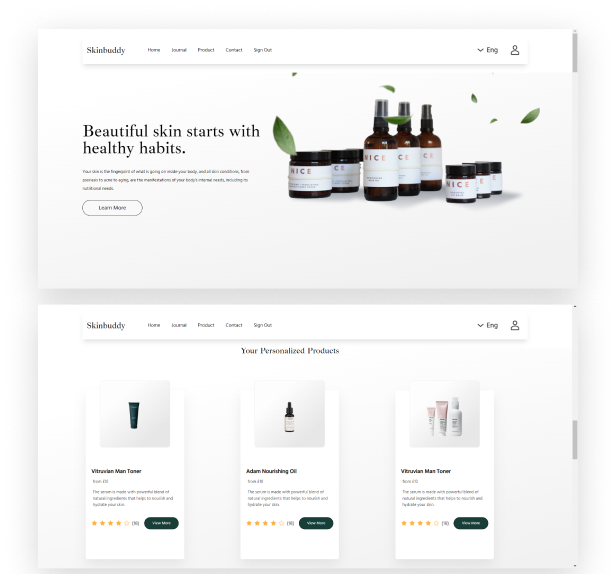 Skinbuddy Home Journal Product Contact Sign Out Eng
Beautiful skin starts with
healthy habits.
Your skin is the fingerprint of what is going on inside your body, and all skin conditions, from
psoriasis to acne to aging, are the manifestations of your body's internal needs, including its
nutritional needs.
Learn More
NICE
NICE
NICE
NICE
Skinbuddy Home Journal Product Contact Sign Out Eng
Your Personalized Products
Vitruvian Man Toner
from £10
The serum is made with powerful blend of
natural ingredients that helps to nourish and
hydrate your skin
(16) View More
Adam Nourishing Oil
from £10
The serum is made with powerful blend of
natural ingredients that helps to nourish and
hydrate your skin
(16) View More
Vitruvian Man Toner
from £10
The serum is made with powerful blend of
natural ingredients that helps to nourish and
hydrate your skin
(16) View More